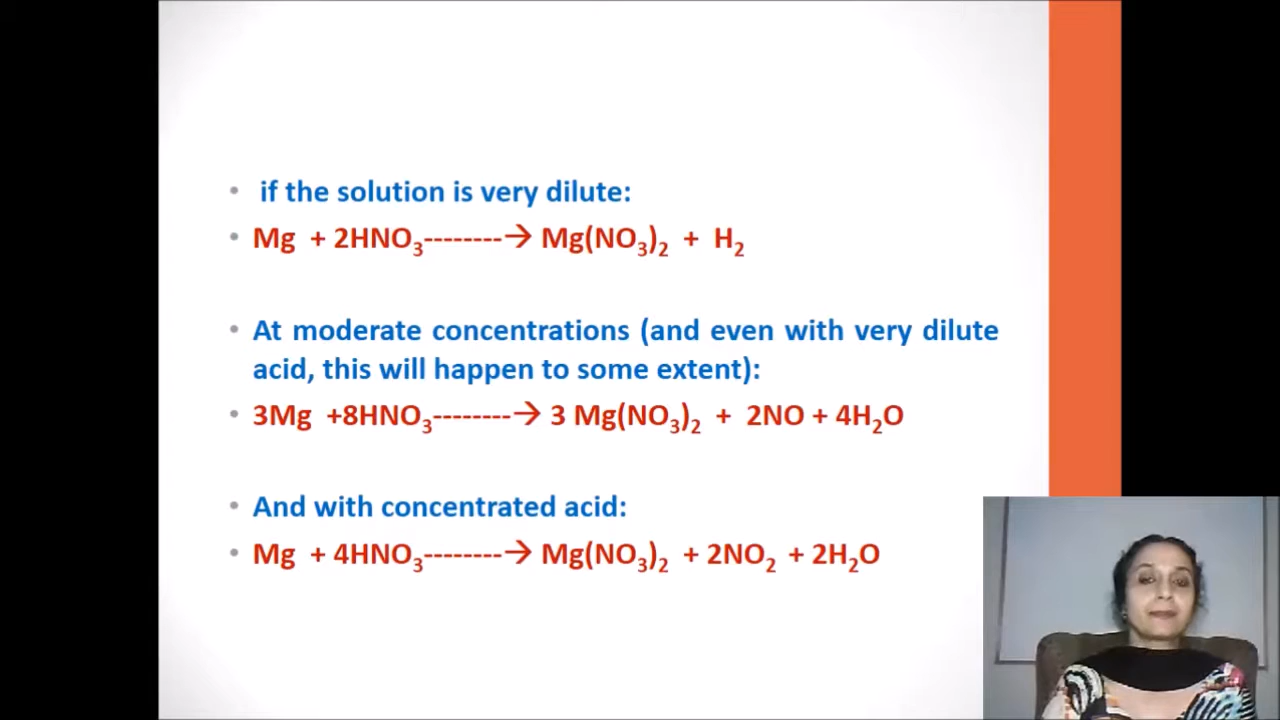 • if the solution is very dilute:
• Mg + 2HNO₃--------→ Mg(NO₃)₂ + H₂
• At moderate concentrations (and even with very dilute
acid, this will happen to some extent):
• 3Mg +8HNO₃--------→ 3 Mg(NO₃)₂ + 2NO + 4H₂O
• And with concentrated acid:
• Mg + 4HNO₃--------→ Mg(NO₃)₂ + 2NO₂ + 2H₂O